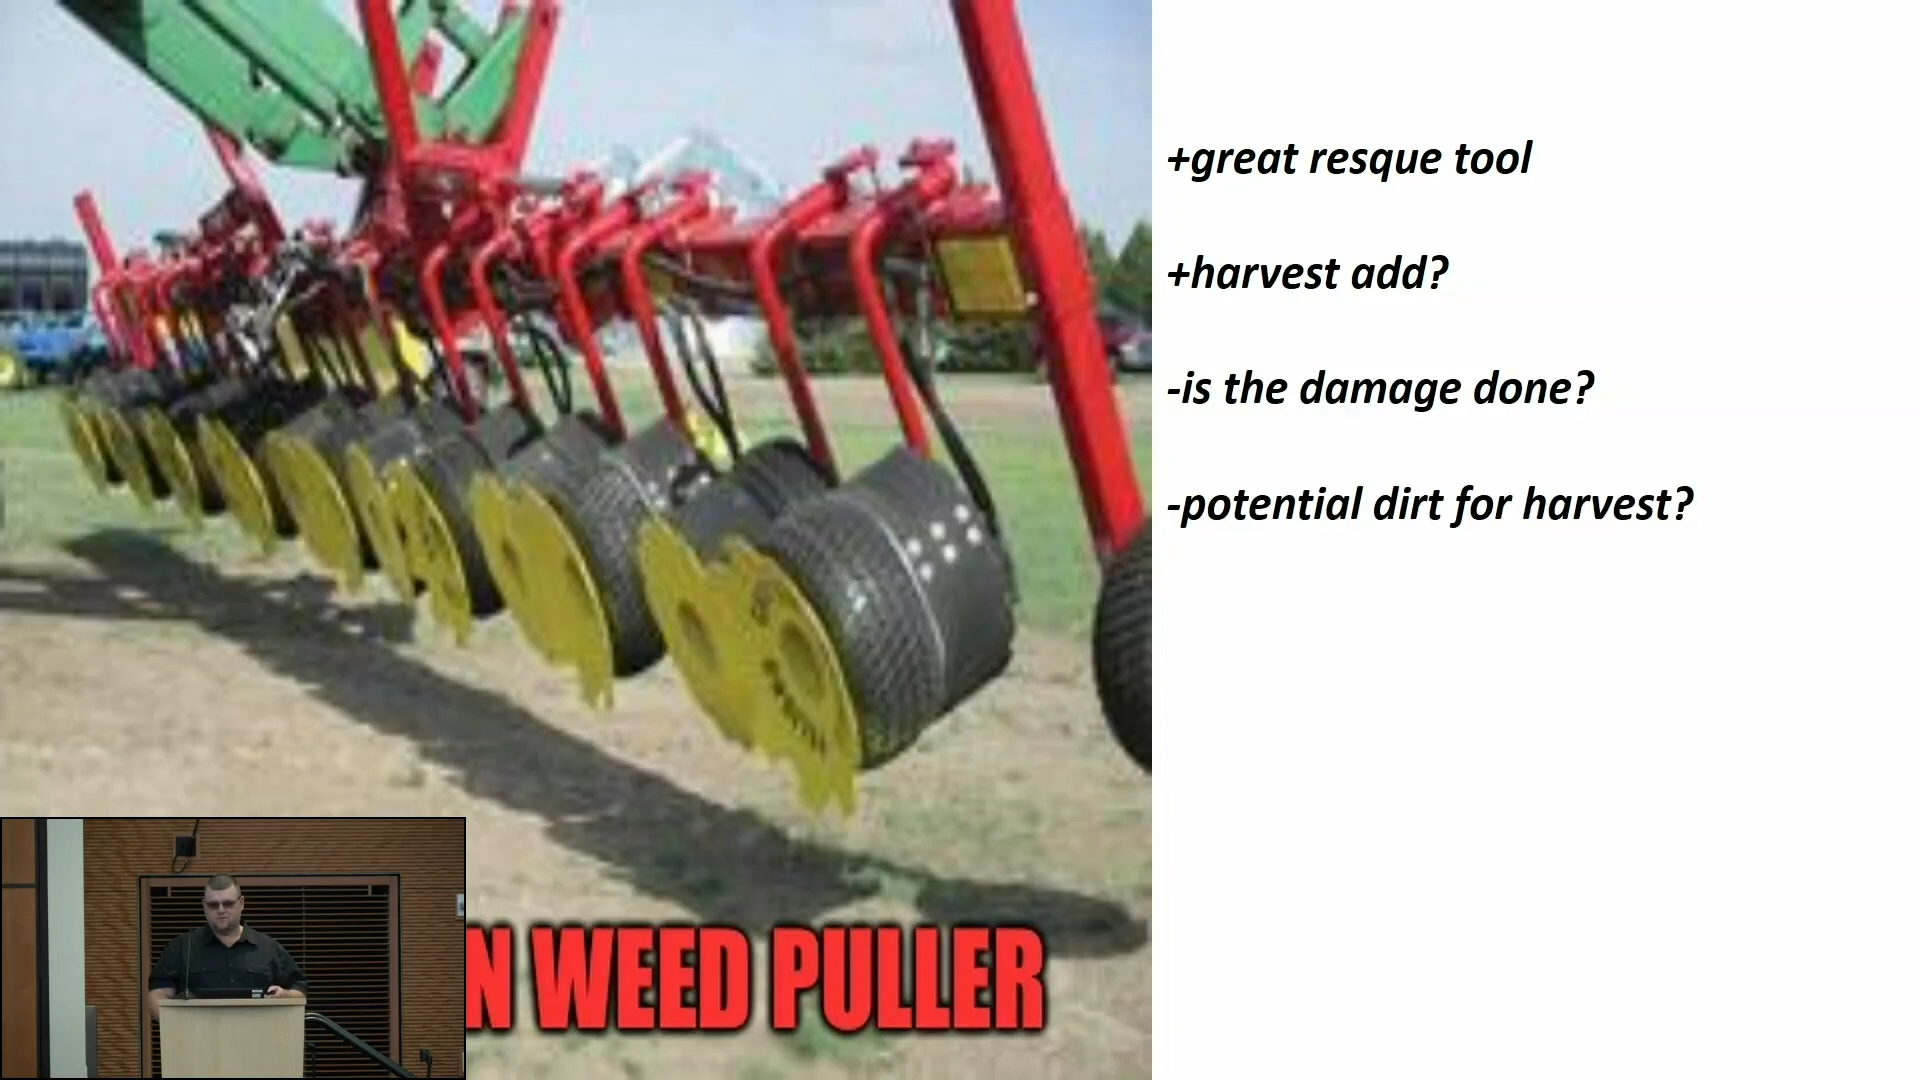 +great resque tool
+harvest add?
-is the damage done?
-potential dirt for harvest?
N WEED PULLER